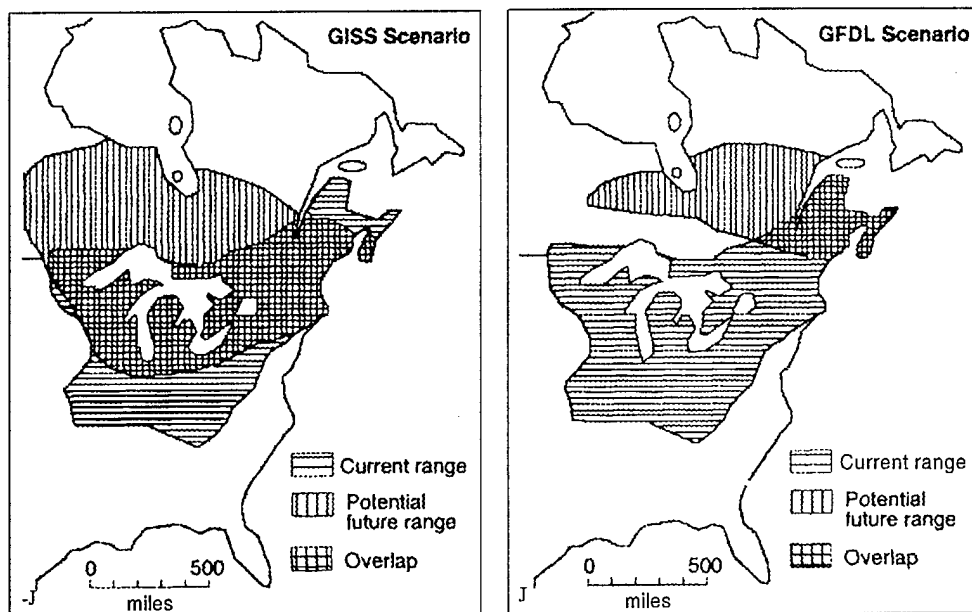 GISS Scenario
Current range
Potential
future range
Overlap
0 500
miles
-J
GFDL Scenario
Current range
Potential
future range
Overlap
0 500
miles
J